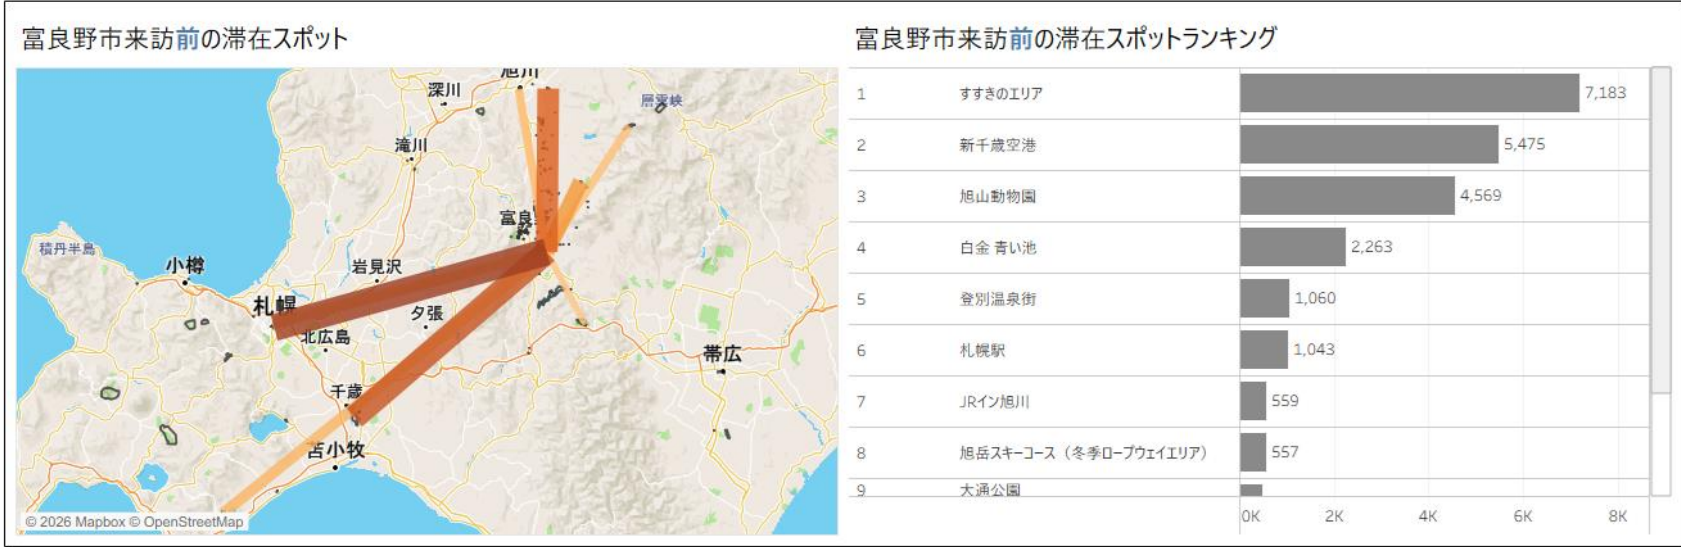 富良野市来訪前の滞在スポット
旭川
深川
層雲峡
滝川
富良
積丹半島
小樽
岩見沢
札幌
夕張
北広島
帯広
千歳
苫小牧
© 2026 Mapbox © OpenStreetMap
富良野市来訪前の滞在スポットランキング
1 すすきのエリア 7,183
2 新千歳空港 5,475
3 旭山動物園 4,569
4 白金 青い池 2,263
5 登別温泉街 1,060
6 札幌駅 1,043
7 JRイン旭川 559
8 旭岳スキーコース（冬季ロープウェイエリア） 557
9 大通公園
0K 2K 4K 6K 8K